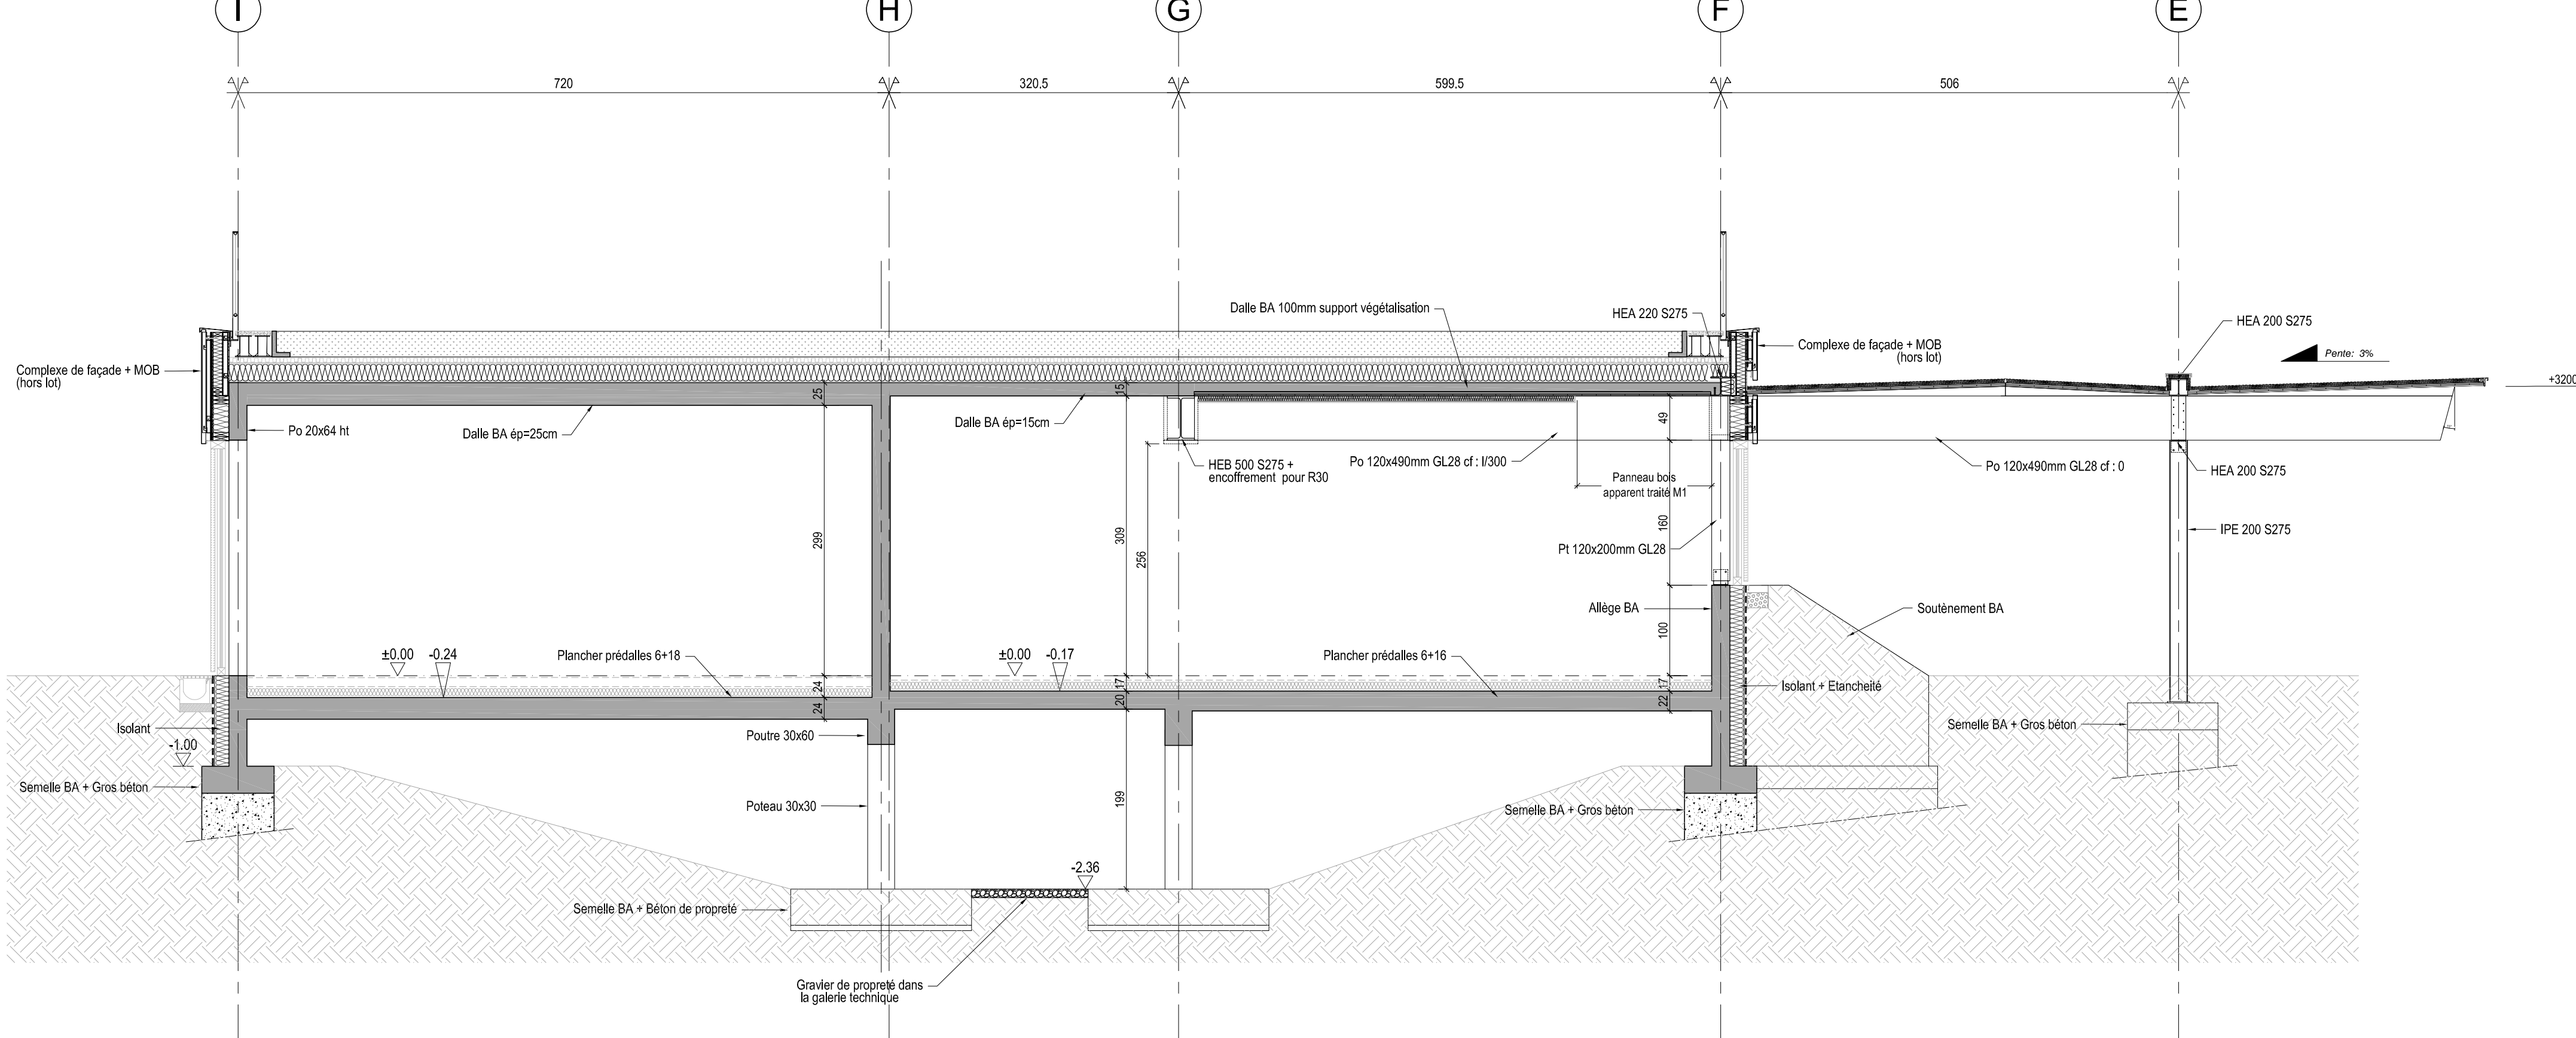 I H G F E
720 320.5 599.5 506
Dalle BA 100mm support végétalisation
HEA 220 S275
HEA 200 S275
Complexe de façade + MOB
(hors lot)
Pente: 3%
Complexe de façade + MOB
(hors lot)
+3200
25
15
Po 20x64 ht
Dalle BA ép=25cm
Dalle BA ép=15cm
49
HEB 500 S275 +
encoffrement pour R30
Po 120x490mm GL28 cf : l/300
Panneau bois
apparent traité M1
Po 120x490mm GL28 cf : 0
HEA 200 S275
299
309
256
160
Pt 120x200mm GL28
IPE 200 S275
Allège BA
100
Soutènement BA
±0.00 -0.24
Plancher prédalles 6+18
±0.00 -0.17
Plancher prédalles 6+16
24
17
17
Isolant + Etancheité
24
20
22
Isolant
-1.00
Poutre 30x60
Semelle BA + Gros béton
Semelle BA + Gros béton
Poteau 30x30
199
Semelle BA + Gros béton
-2.36
Semelle BA + Béton de propreté
Gravier de propreté dans
la galerie technique